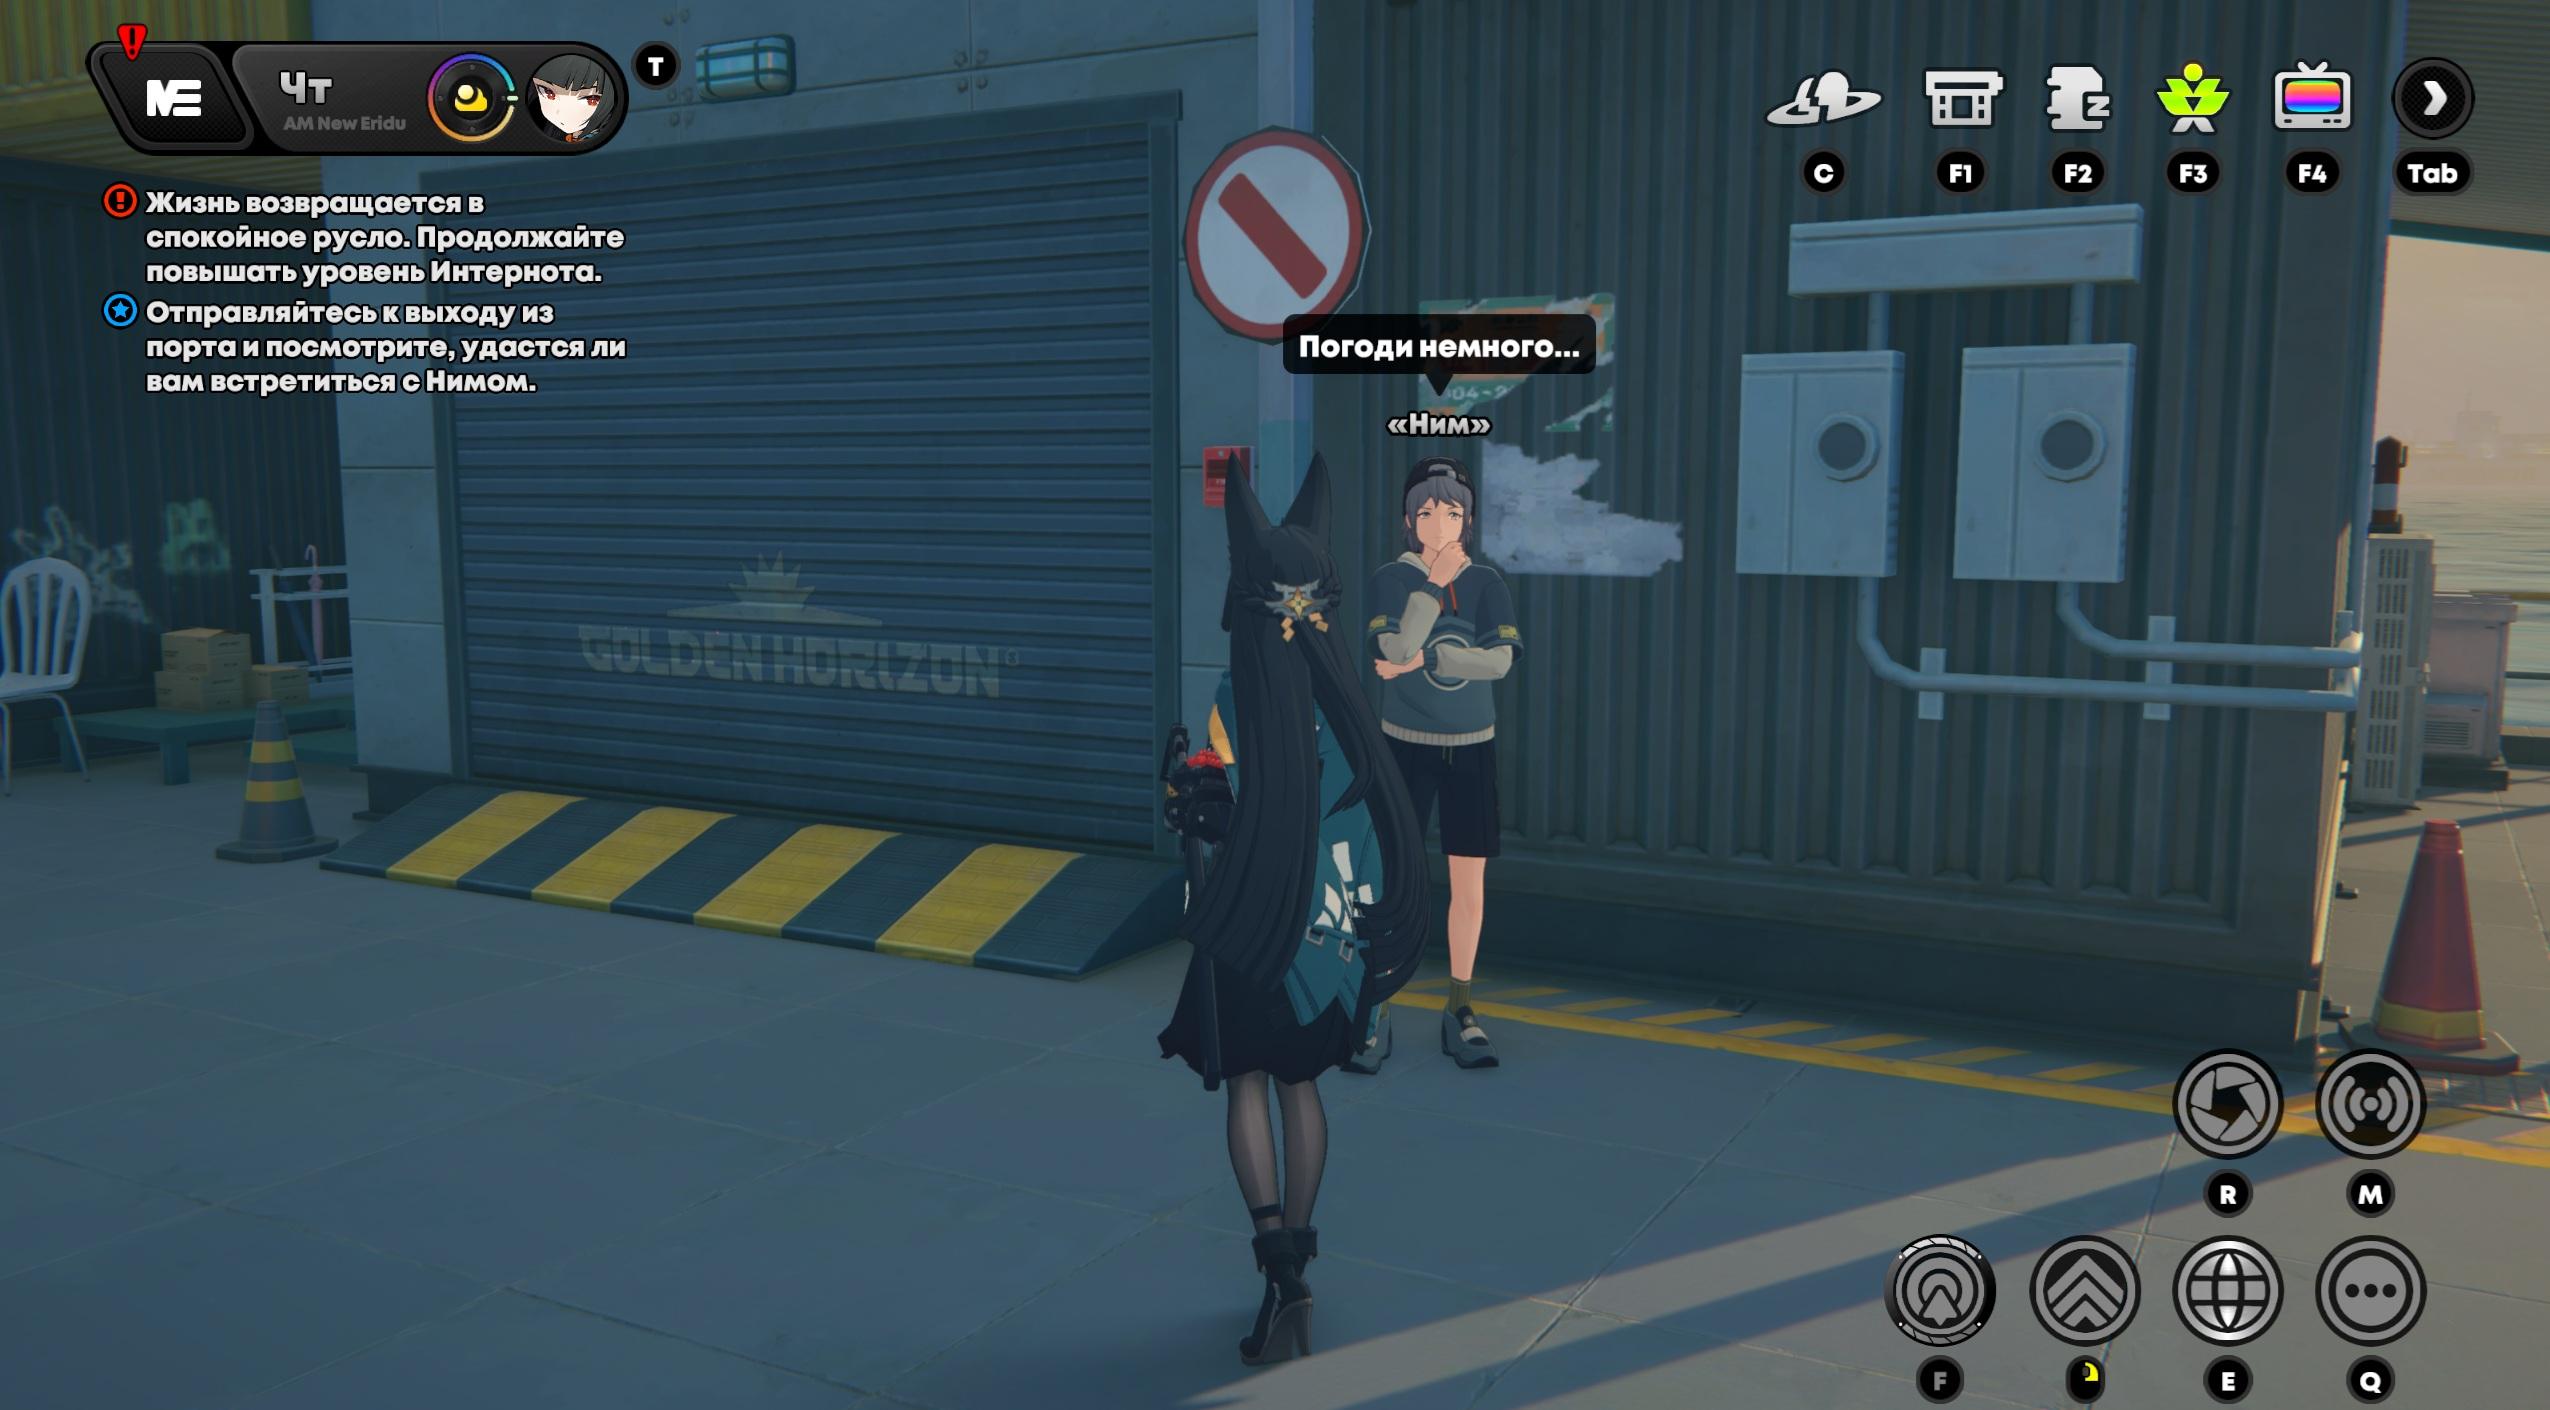 Чт
AM New Eridu
T
C
F1
F2
F3
F4
Tab
Жизнь возвращается в
спокойное русло. Продолжайте
повышать уровень Интернота.
Отправляйтесь к выходу из
порта и посмотрите, удастся ли
вам встретиться с Нимом.
Погоди немного...
«Ним»
GOLDEN HORIZON
R
M
F
E
Q